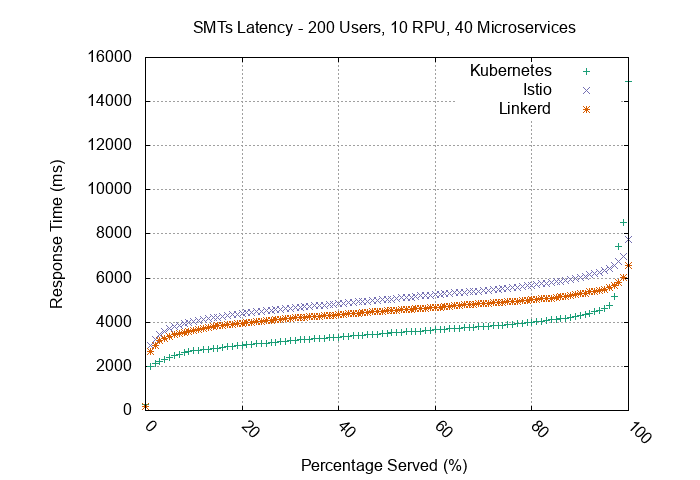 SMTs Latency - 200 Users, 10 RPU, 40 Microservices
16000
14000
12000
10000
8000
6000
4000
2000
0
Response Time (ms)
Kubernetes
Istio
Linkerd
0
20
40
60
80
100
Percentage Served (%)